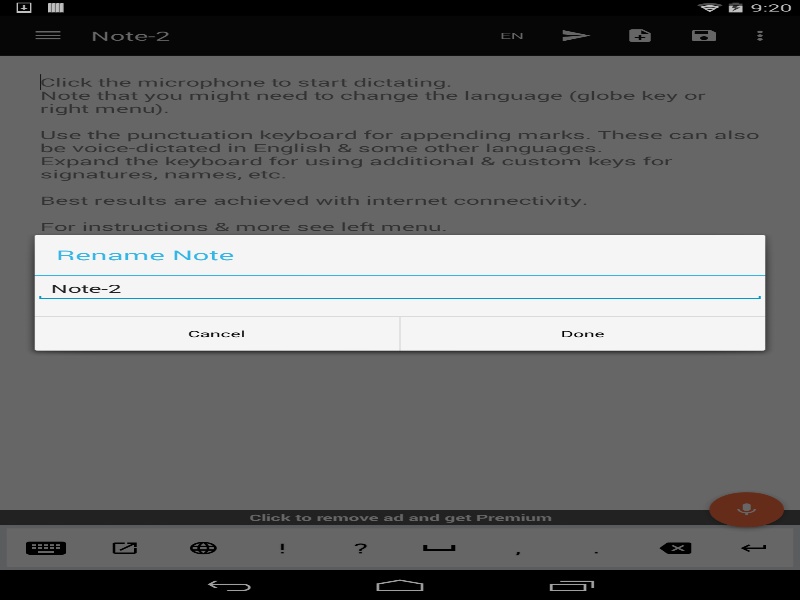 9:20
Note-2
EN
Click the microphone to start dictating.
Note that you might need to change the language (globe key or
right menu).
Use the punctuation keyboard for appending marks. These can also
be voice-dictated in English & some other languages.
Expand the keyboard for using additional & custom keys for
signatures, names, etc.
Best results are achieved with internet connectivity.
For instructions & more see left menu.
Rename Note
Note-2
Cancel
Done
Click to remove ad and get Premium
! ? , .